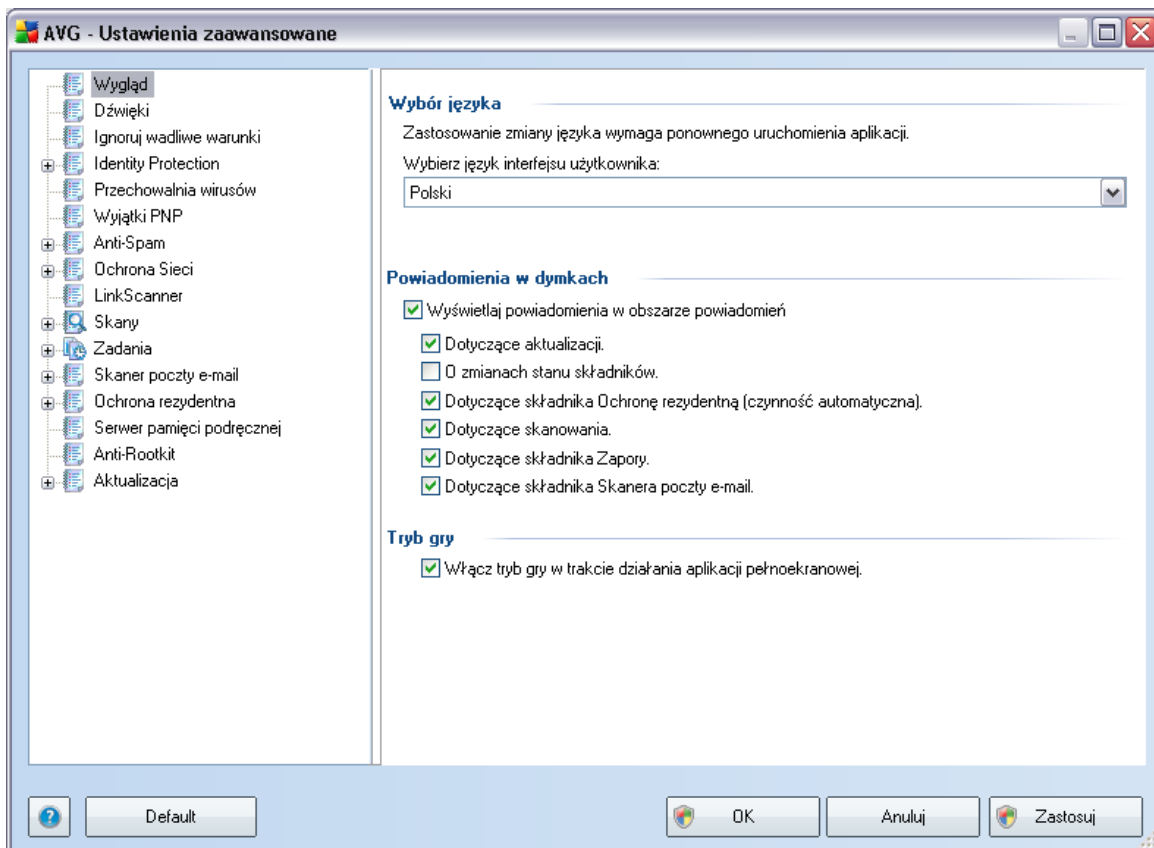 AVG - Ustawienia zaawansowane
Wygląd
Dźwięki
Ignoruj wadliwe warunki
Identity Protection
Przechowalnia wirusów
Wyjątki PNP
Anti-Spam
Ochrona Sieci
LinkScanner
Skany
Zadania
Skaner poczty e-mail
Ochrona rezydentna
Serwer pamięci podręcznej
Anti-Rootkit
Aktualizacja
Wybór języka
Zastosowanie zmiany języka wymaga ponownego uruchomienia aplikacji.
Wybierz język interfejsu użytkownika:
Polski
Powiadomienia w dymkach
Wyświetlaj powiadomienia w obszarze powiadomień
Dotyczące aktualizacji.
O zmianach stanu składników.
Dotyczące składnika Ochronę rezydentną (czynność automatyczna).
Dotyczące skanowania.
Dotyczące składnika Zapory.
Dotyczące składnika Skanera poczty e-mail.
Tryb gry
Włącz tryb gry w trakcie działania aplikacji pełnoekranowej.
Default
OK
Anuluj
Zastosuj